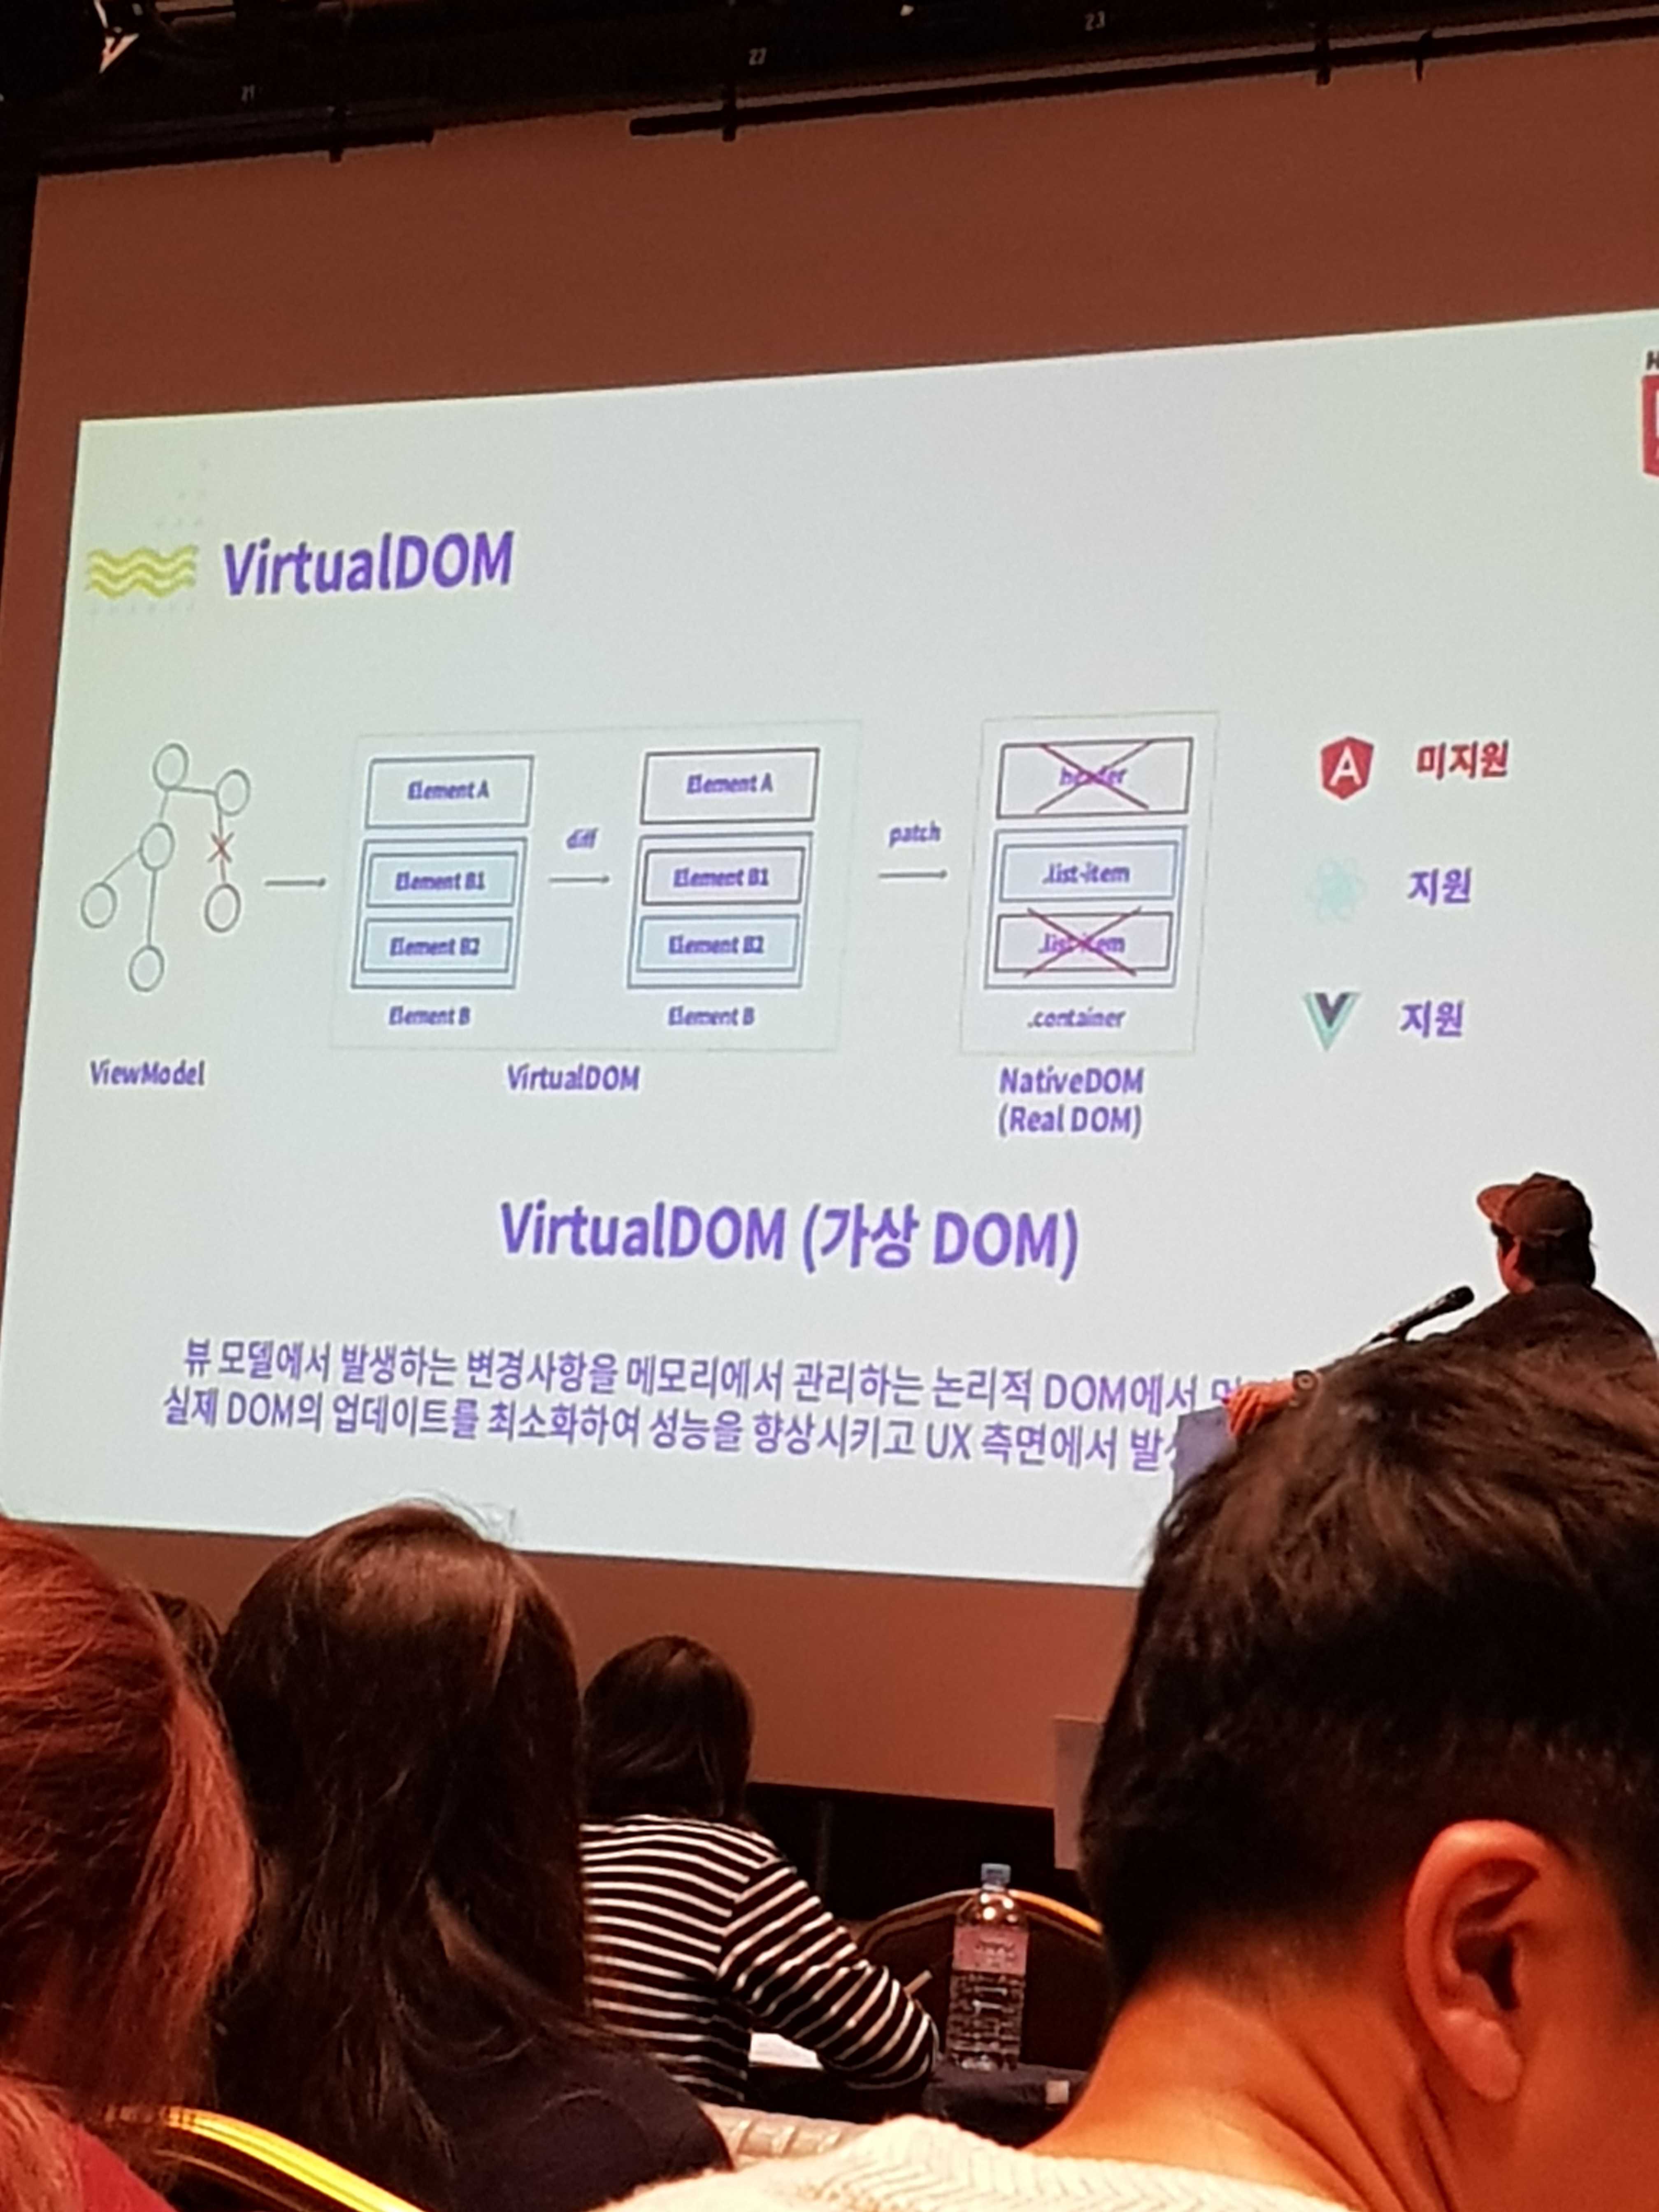 21
22
23
VirtualDOM
Element A
Element B1
Element B2
Element B
diff
Element A
Element B1
Element B2
Element B
patch
header
.list-item
.list-item
.container
미지원
지원
지원
ViewModel
VirtualDOM
NativeDOM
(Real DOM)
VirtualDOM (가상 DOM)
뷰 모델에서 발생하는 변경사항을 메모리에서 관리하는 논리적 DOM에서
실제 DOM의 업데이트를 최소화하여 성능을 향상시키고 UX 측면에서